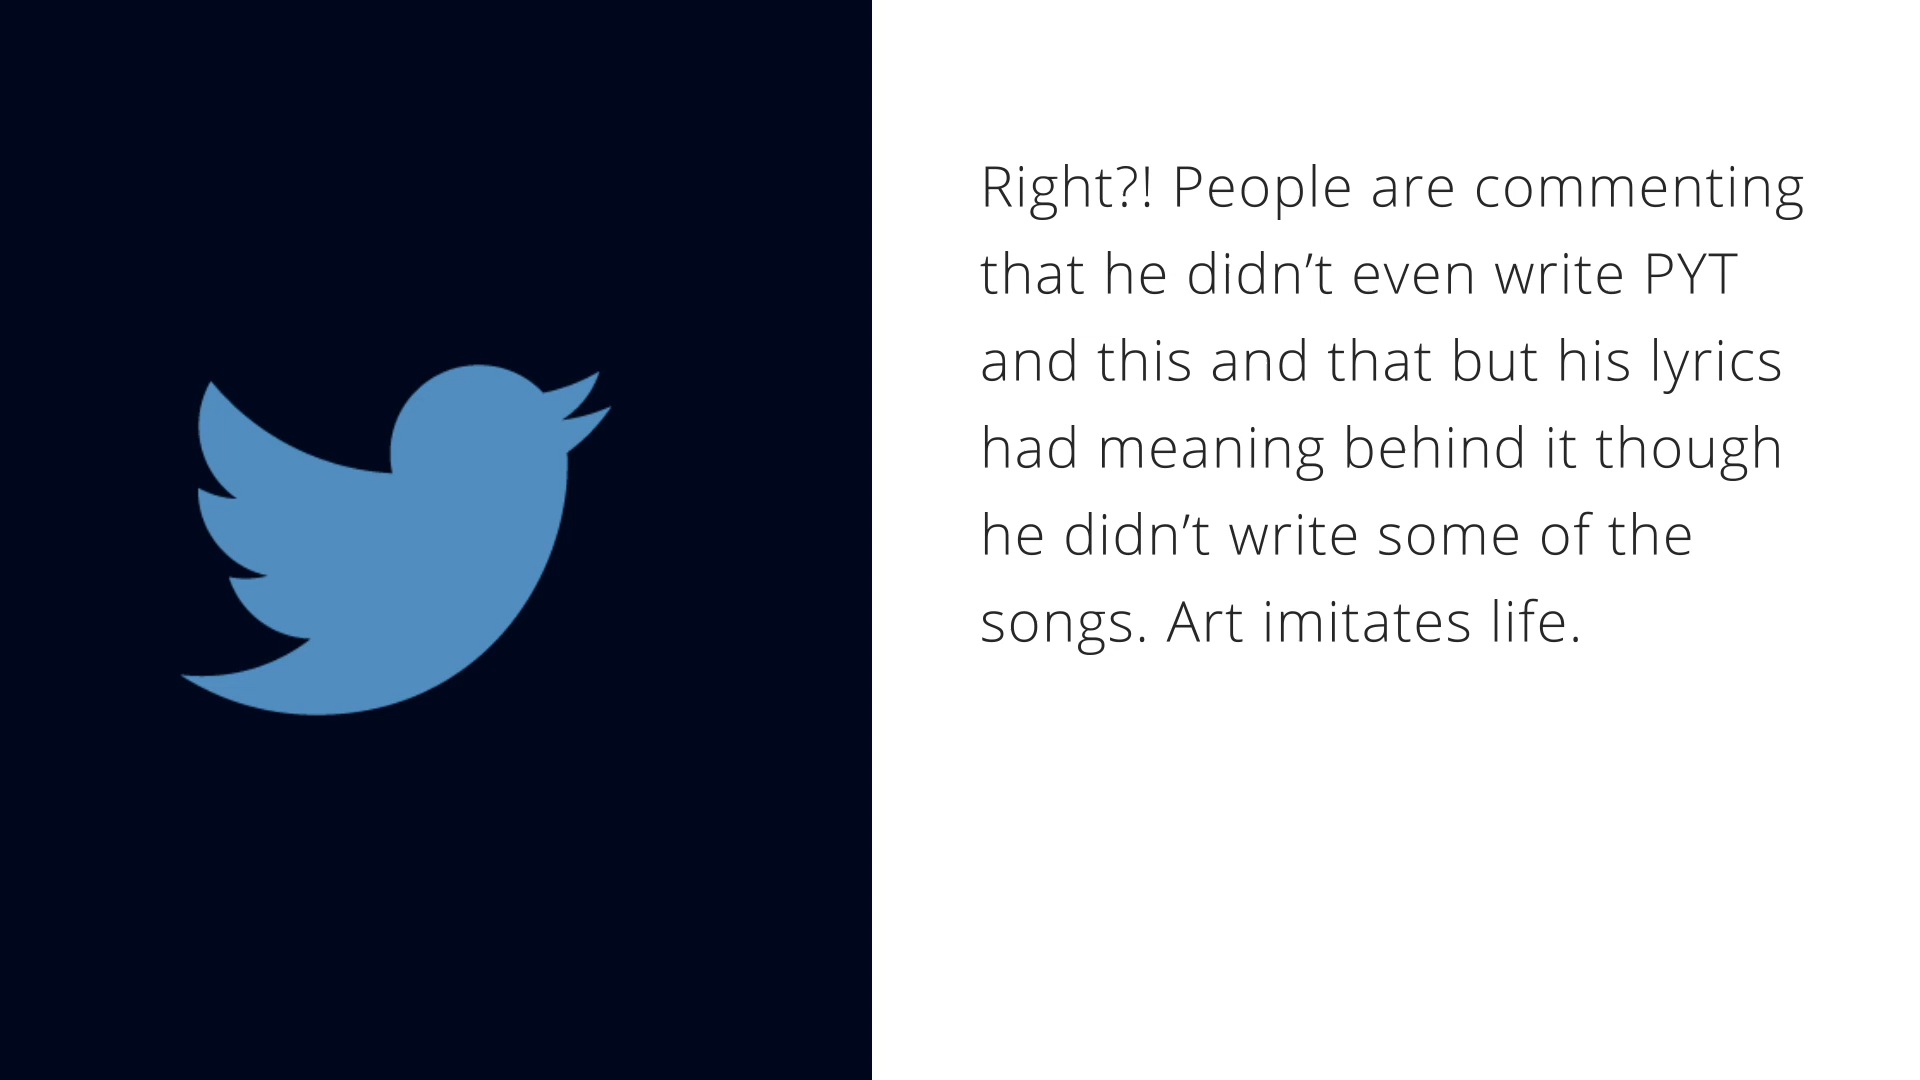 Right?! People are commenting
that he didn’t even write PYT
and this and that but his lyrics
had meaning behind it though
he didn’t write some of the
songs. Art imitates life.